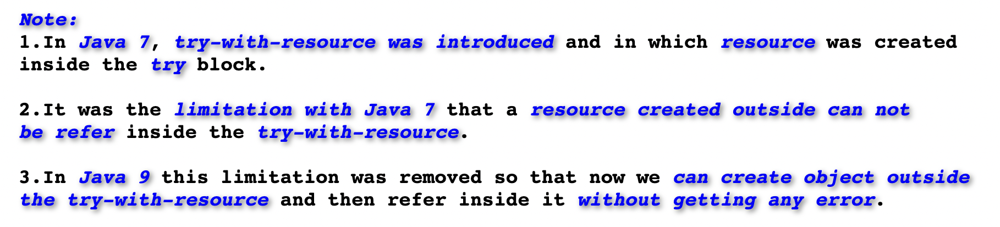 Note:
1.In Java 7, try-with-resource was introduced and in which resource was created
inside the try block.
2.It was the limitation with Java 7 that a resource created outside can not
be refer inside the try-with-resource.
3.In Java 9 this limitation was removed so that now we can create object outside
the try-with-resource and then refer inside it without getting any error.